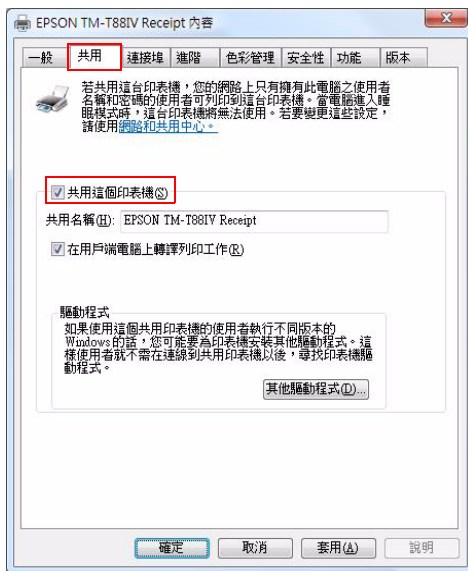 EPSON TM-T88IV Receipt 內容
一般 共用 連接埠 進階 色彩管理 安全性 功能 版本
若共用這台印表機，您的網路上只有擁有此電腦之使用者
名稱和密碼的使用者可列印到這台印表機。當電腦進入睡
眠模式時，這台印表機將無法使用。若要變更這些設定，
請使用網路和共用中心。
共用這個印表機(S)
共用名稱(H): EPSON TM-T88IV Receipt
在用戶端電腦上轉譯列印工作(R)
驅動程式
如果使用這個共用印表機的使用者執行不同版本的
Windows 的話，您可能要為印表機安裝其他驅動程式。這
樣使用者就不需在連線到共用印表機以後，尋找印表機驅
動程式。
其他驅動程式(D)...
確定 取消 套用(A) 說明